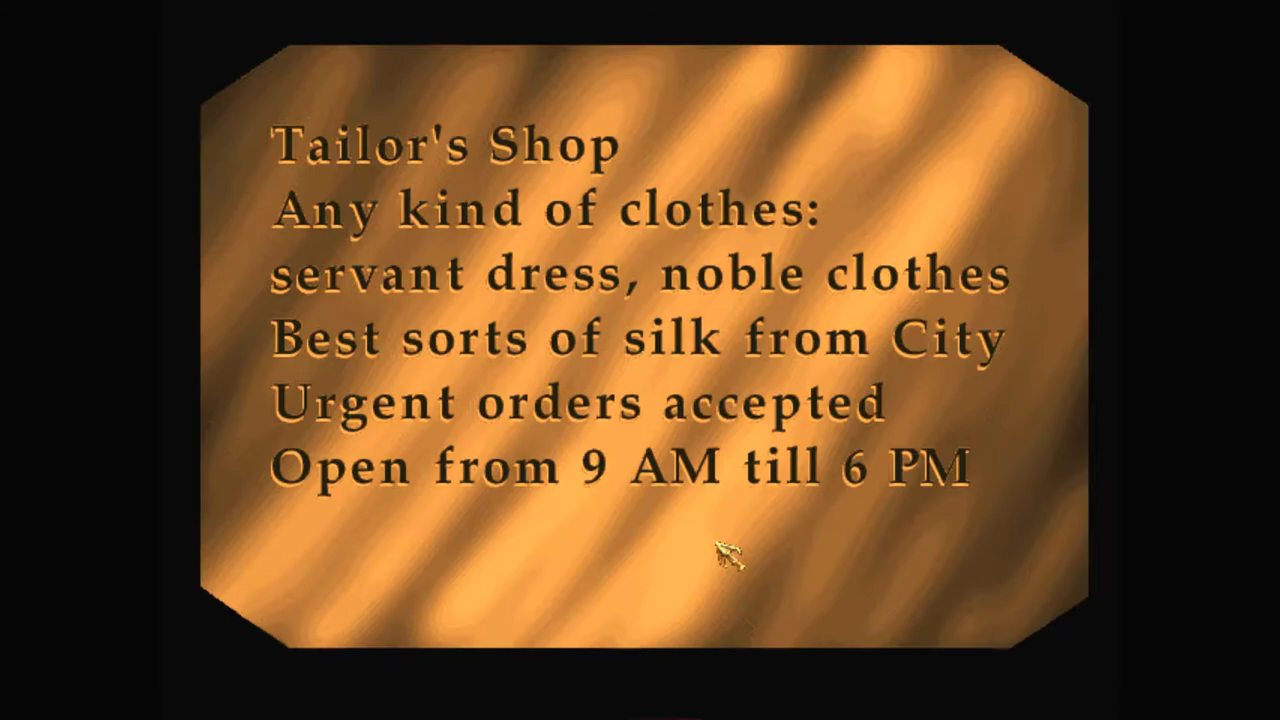 Tailor's Shop
Any kind of clothes:
servant dress, noble clothes
Best sorts of silk from City
Urgent orders accepted
Open from 9 AM till 6 PM